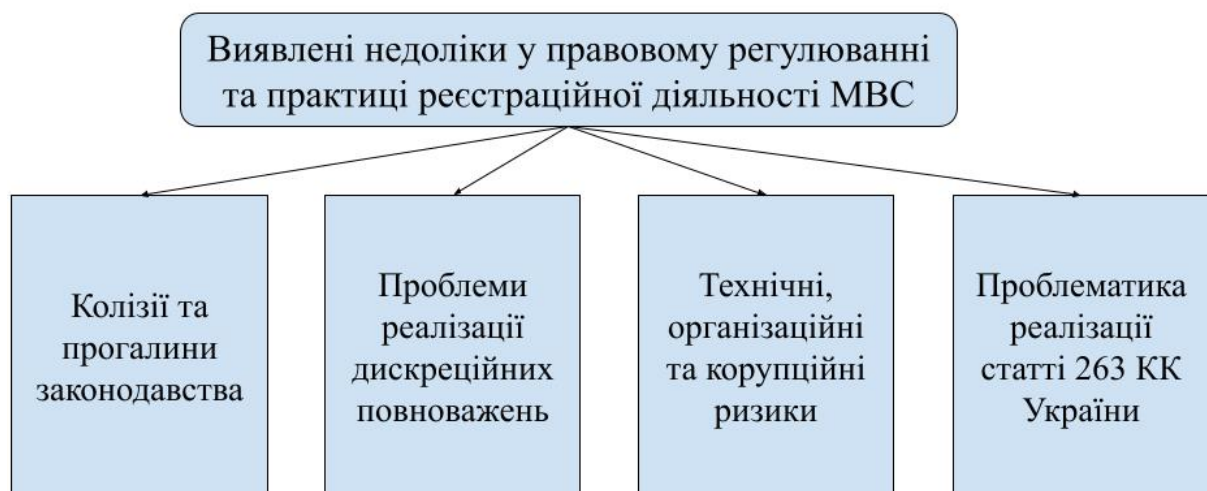 Виявлені недоліки у правовому регулюванні
та практиці реєстраційної діяльності МВС
Колізії та
прогалини
законодавства
Проблеми
реалізації
дискреційних
повноважень
Технічні,
організаційні
та корупційні
ризики
Проблематика
реалізації
статті 263 КК
України